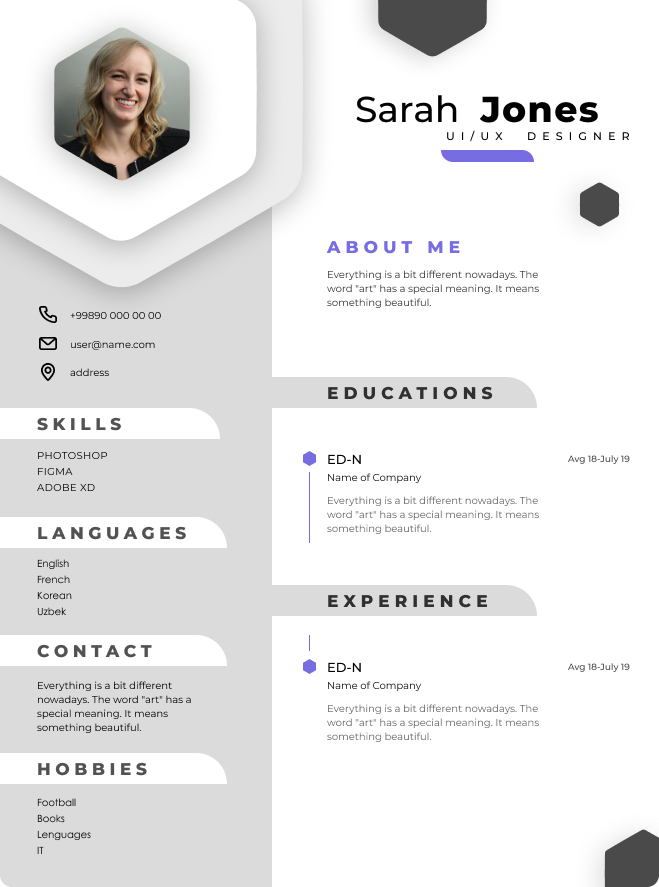 Sarah Jones
UI/UX DESIGNER
ABOUT ME
Everything is a bit different nowadays. The
word "art" has a special meaning. It means
something beautiful.
+99890 000 00 00
user@name.com
address
SKILLS
PHOTOSHOP
FIGMA
ADOBE XD
LANGUAGES
English
French
Korean
Uzbek
CONTACT
Everything is a bit different
nowadays. The word "art" has a
special meaning. It means
something beautiful.
HOBBIES
Football
Books
Lenguages
IT
EDUCATIONS
ED-N
Avg 18-July 19
Name of Company
Everything is a bit different nowadays. The
word "art" has a special meaning. It means
something beautiful.
EXPERIENCE
ED-N
Avg 18-July 19
Name of Company
Everything is a bit different nowadays. The
word "art" has a special meaning. It means
something beautiful.